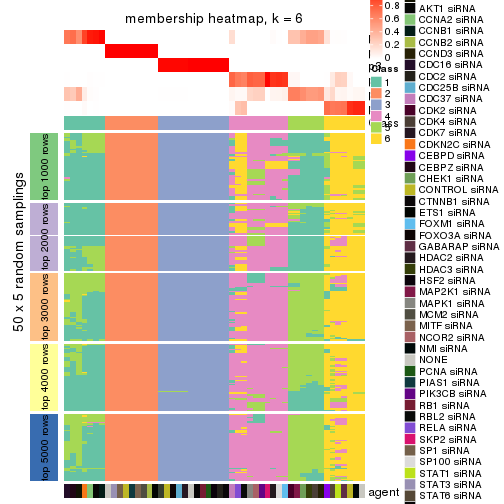 membership heatmap, k = 6
0.8
0.6
0.4
0.2
0
Class
1
2
3
4
5
6
50 x 5 random samplings
top 1000 rows
top 2000 rows
top 3000 rows
top 4000 rows
top 5000 rows
agent
AKT1 siRNA
CCNA2 siRNA
CCNB1 siRNA
CCNB2 siRNA
CCND3 siRNA
CDC16 siRNA
CDC2 siRNA
CDC25B siRNA
CDC37 siRNA
CDK2 siRNA
CDK4 siRNA
CDK7 siRNA
CDKN2C siRNA
CEBPD siRNA
CEBPZ siRNA
CHEK1 siRNA
CONTROL siRNA
CTNNB1 siRNA
ETS1 siRNA
FOXM1 siRNA
FOXO3A siRNA
GABARAP siRNA
HDAC2 siRNA
HDAC3 siRNA
HSF2 siRNA
MAP2K1 siRNA
MAPK1 siRNA
MCM2 siRNA
MITF siRNA
NCOR2 siRNA
NMI siRNA
NONE
PCNA siRNA
PIAS1 siRNA
PIK3CB siRNA
RB1 siRNA
RBL2 siRNA
RELA siRNA
SKP2 siRNA
SP1 siRNA
SP100 siRNA
STAT1 siRNA
STAT3 siRNA
STAT6 siRNA